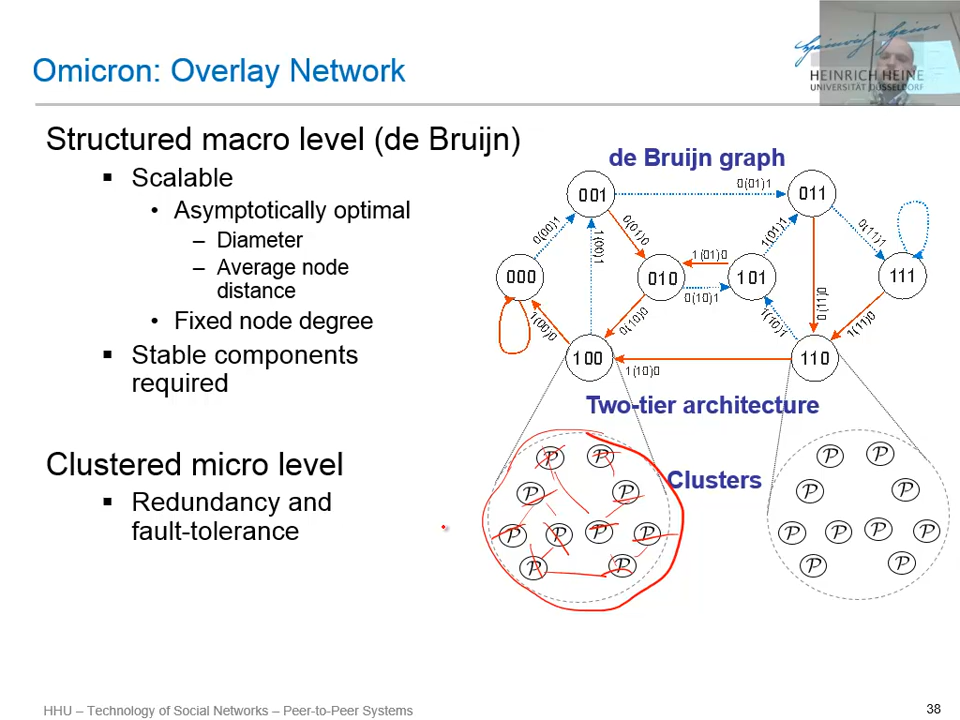 Omicron: Overlay Network
Heinrich Heine
HEINRICH HEINE
UNIVERSITÄT DÜSSELDORF
Structured macro level (de Bruijn)
▪ Scalable
• Asymptotically optimal
– Diameter
– Average node
distance
• Fixed node degree
▪ Stable components
required
Clustered micro level
▪ Redundancy and
fault-tolerance
de Bruijn graph
001
0(01)1
011
0(00)1
1(00)1
0(01)0
1(01)1
0(11)1
000
010
1(01)0
0(10)1
101
111
1(00)0
0(10)0
1(10)1
0(11)0
1(11)0
100
1(10)0
110
Two-tier architecture
Clusters
P P P P
P P P P
P P P P P P P P
P P P P
HHU – Technology of Social Networks – Peer-to-Peer Systems
38